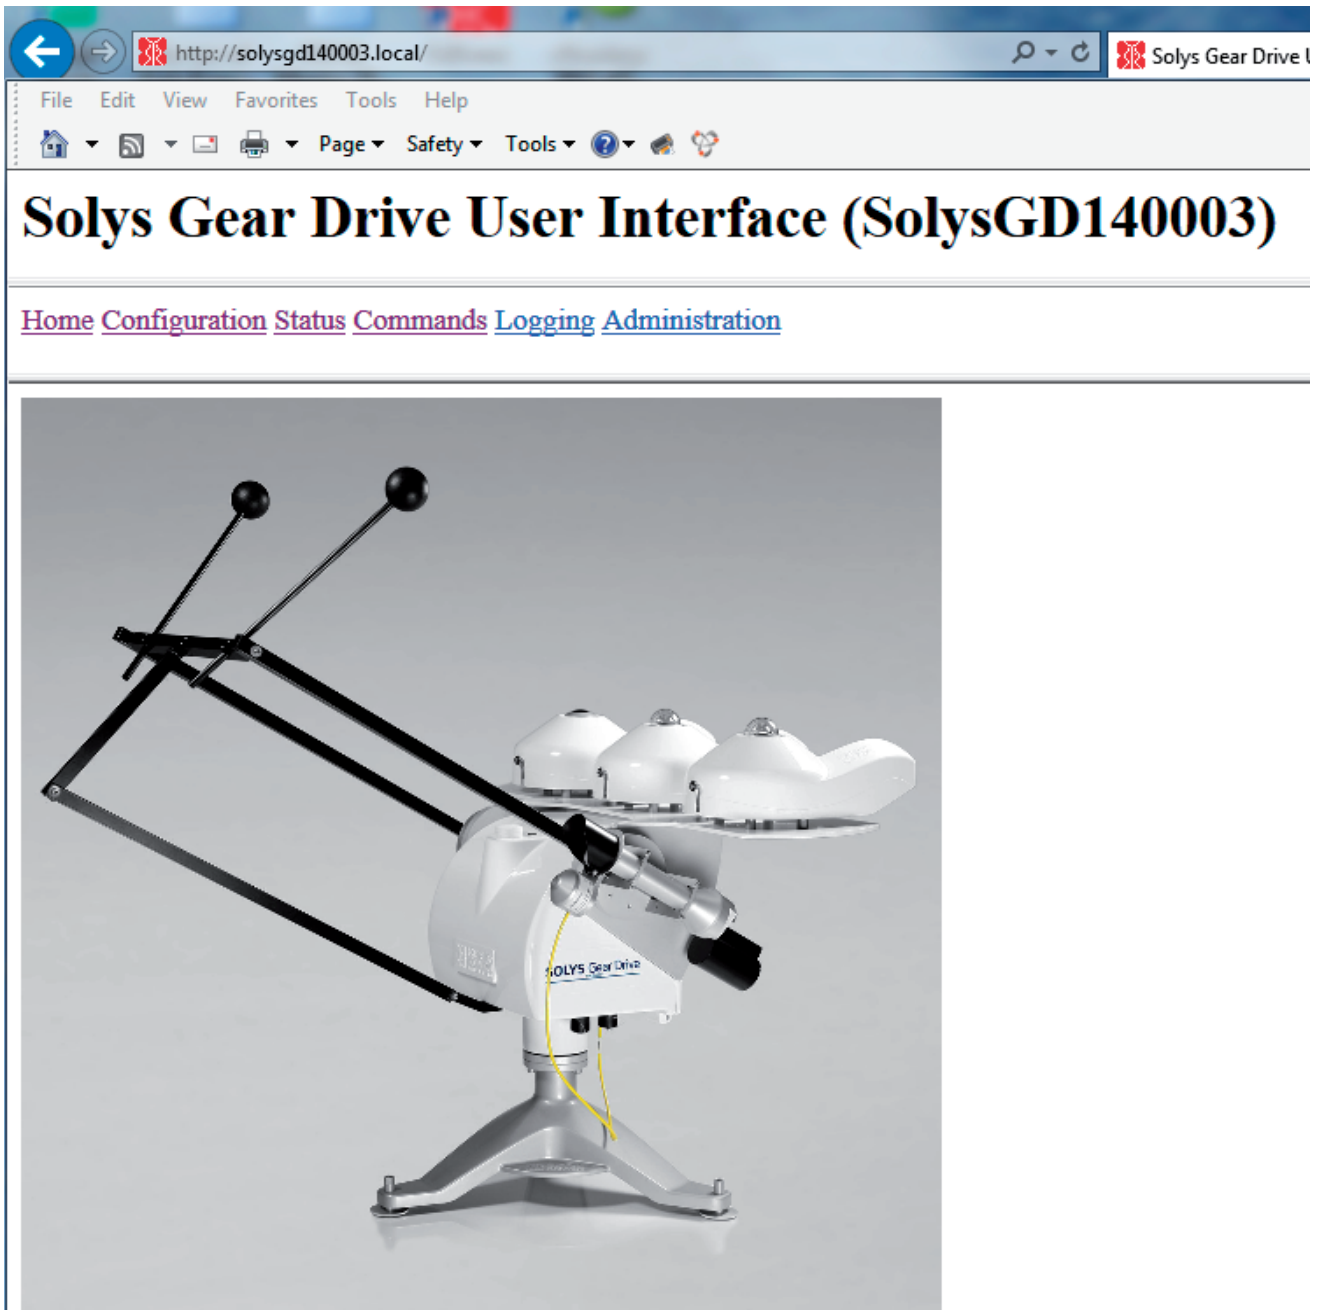 http://solysgd140003.local/
Solys Gear Drive
File Edit View Favorites Tools Help
Page Safety Tools
Solys Gear Drive User Interface (SolysGD140003)
Home Configuration Status Commands Logging Administration
SOLYS Gear Drive